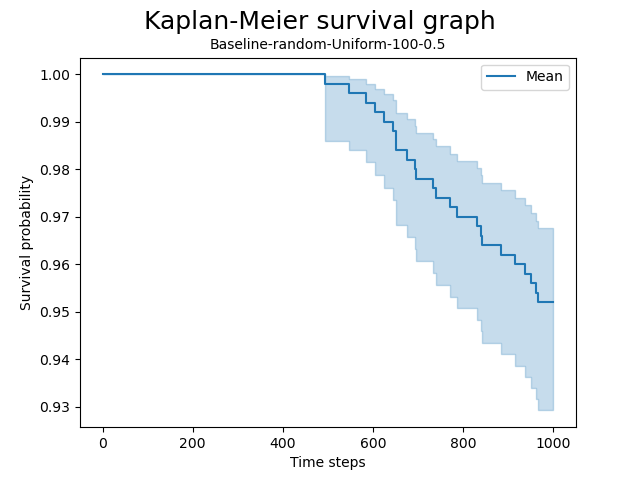 Kaplan-Meier survival graph
Baseline-random-Uniform-100-0.5
Mean
1.00
0.99
0.98
0.97
0.96
0.95
0.94
0.93
Survival probability
0 200 400 600 800 1000
Time steps